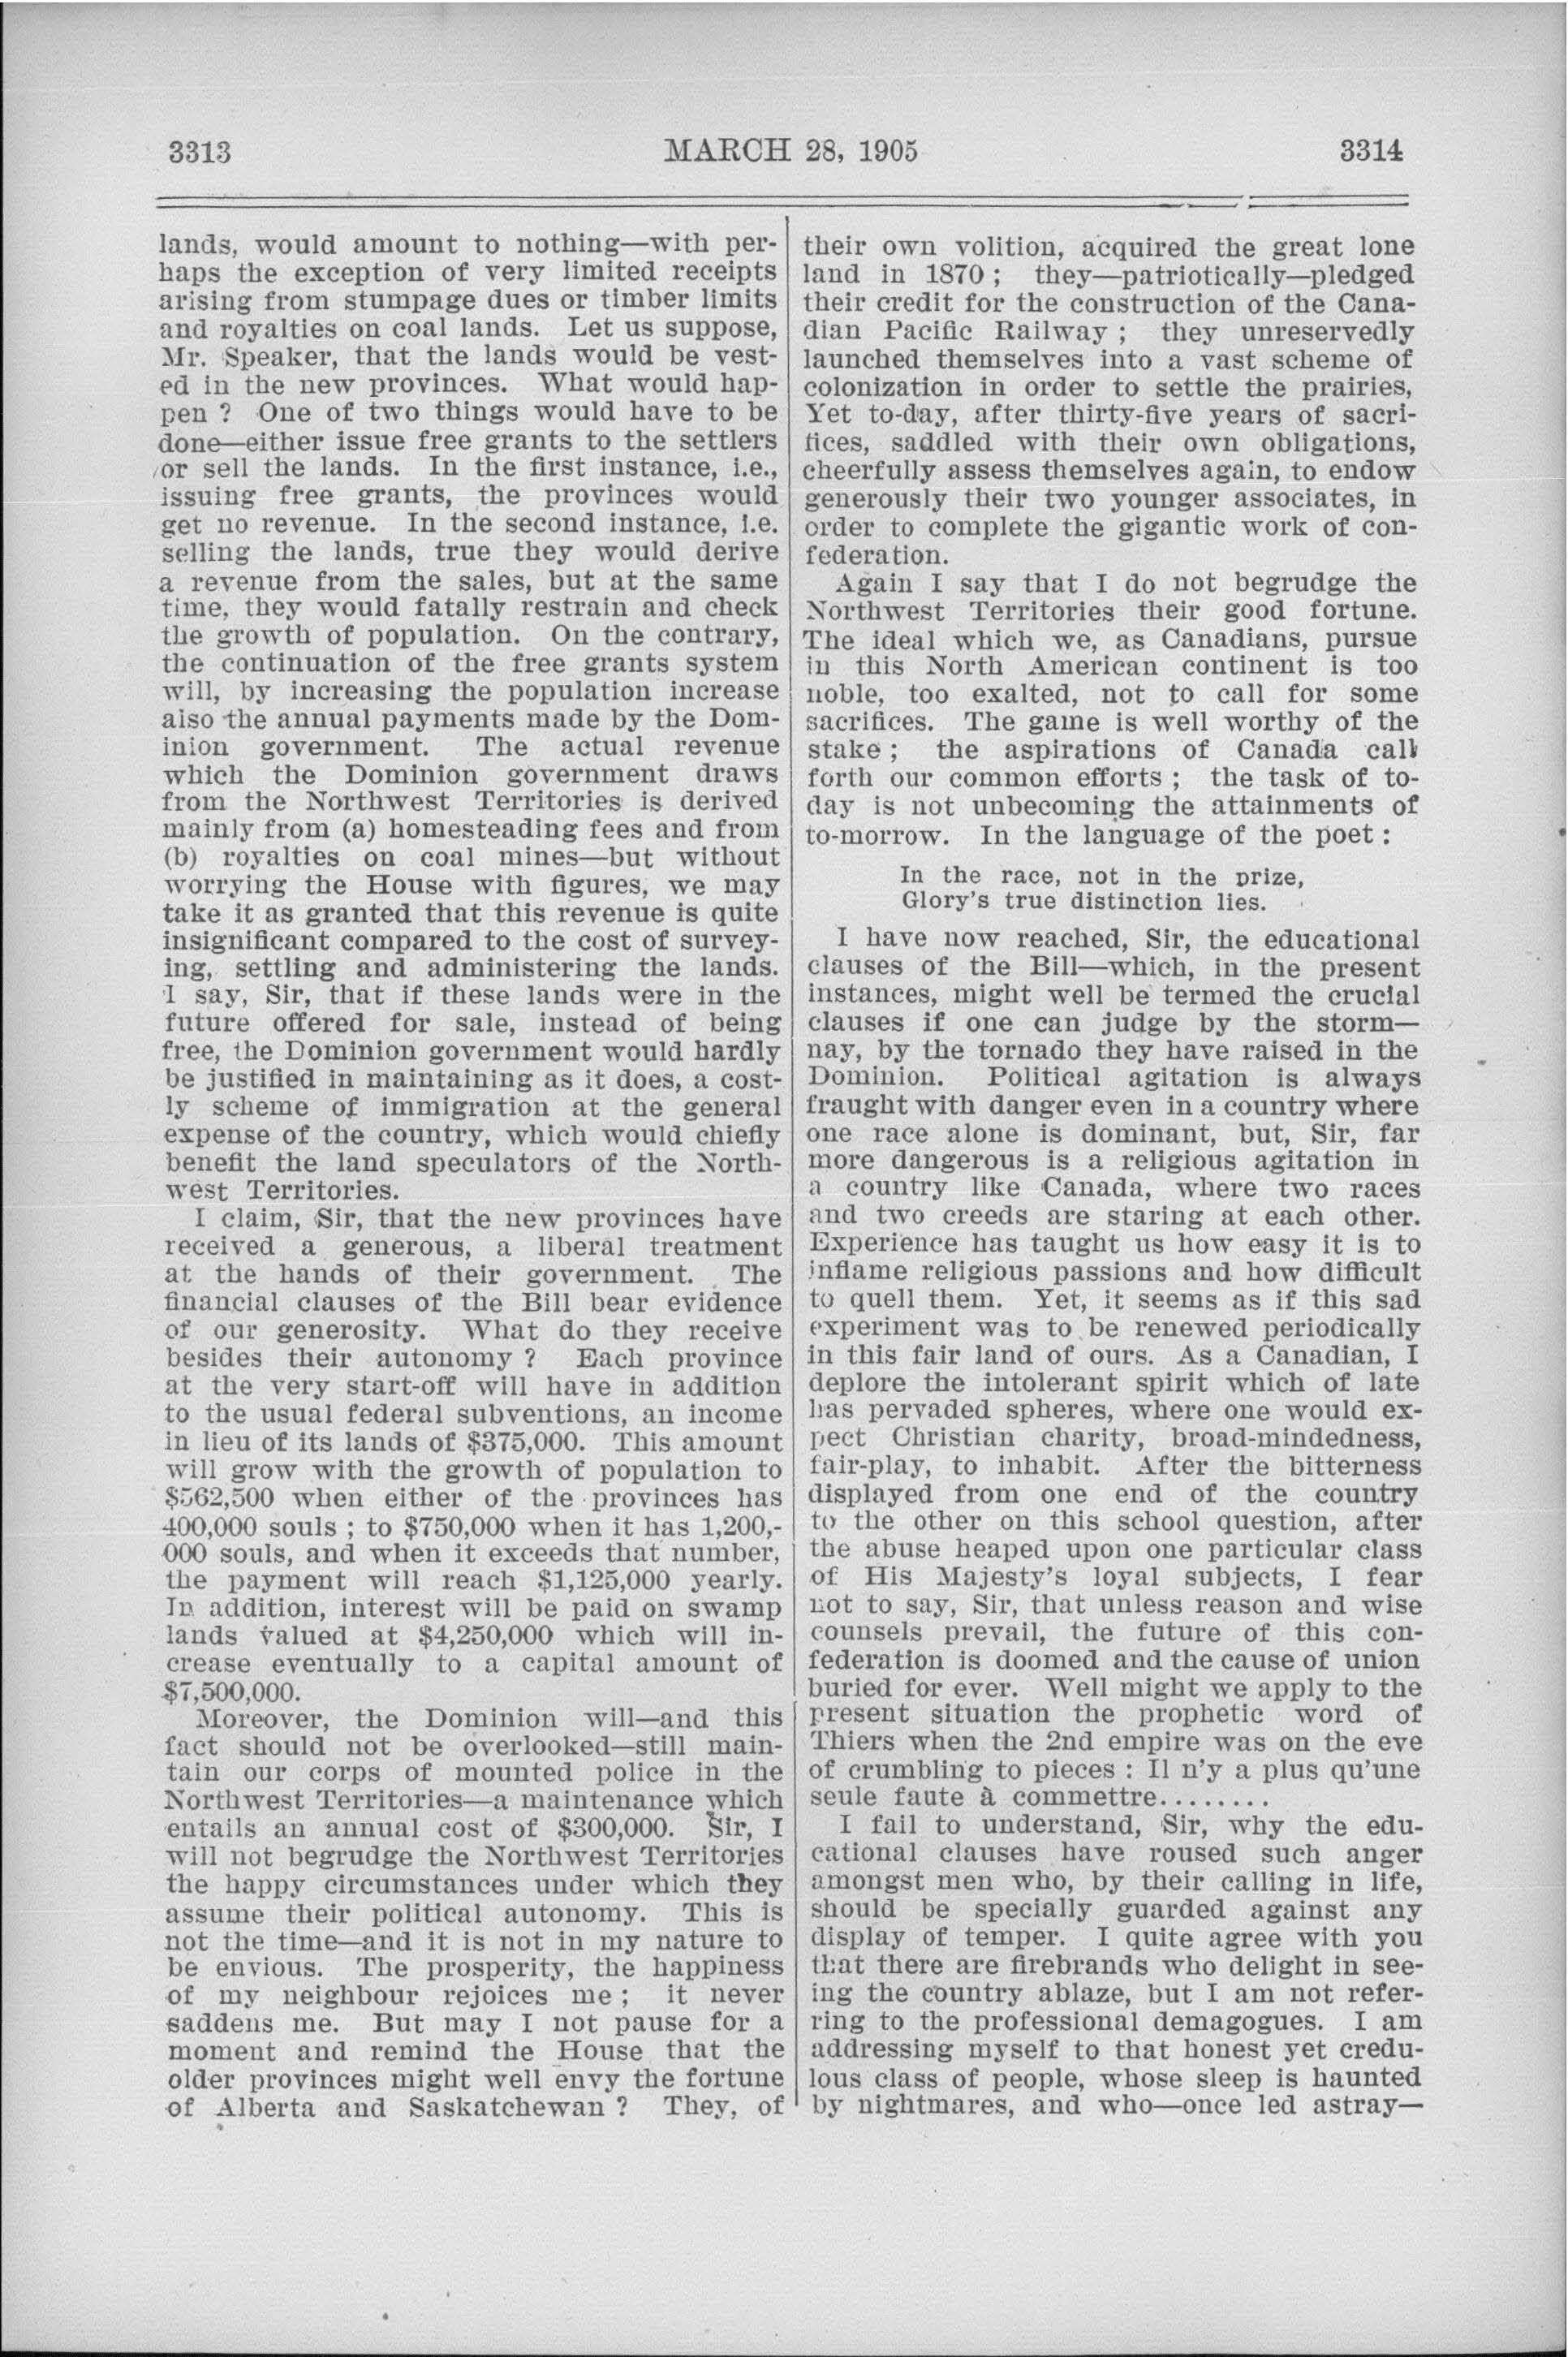 3313
MARCH 28, 1905
3314
lands, would amount to nothing—with per-
haps the exception of very limited receipts
arising from stumpage dues or timber limits
and royalties on coal lands. Let us suppose,
Mr. Speaker, that the lands would be vest-
ed in the new provinces. What would hap-
pen ? One of two things would have to be
done—either issue free grants to the settlers
or sell the lands. In the first instance, i.e.,
issuing free grants, the provinces would
get no revenue. In the second instance, i.e.
selling the lands, true they would derive
a revenue from the sales, but at the same
time, they would fatally restrain and check
the growth of population. On the contrary,
the continuation of the free grants system
will, by increasing the population increase
also the annual payments made by the Dom-
inion government. The actual revenue
which the Dominion government draws
from the Northwest Territories is derived
mainly from (a) homesteading fees and from
(b) royalties on coal mines—but without
worrying the House with figures, we may
take it as granted that this revenue is quite
insignificant compared to the cost of survey-
ing, settling and administering the lands.
I say, Sir, that if these lands were in the
future offered for sale, instead of being
free, the Dominion government would hardly
be justified in maintaining as it does, a cost-
ly scheme of immigration at the general
expense of the country, which would chiefly
benefit the land speculators of the North-
west Territories.
I claim, Sir, that the new provinces have
received a generous, a liberal treatment
at the hands of their government. The
financial clauses of the Bill bear evidence
of our generosity. What do they receive
besides their autonomy ? Each province
at the very start-off will have in addition
to the usual federal subventions, an income
in lieu of its lands of $375,000. This amount
will grow with the growth of population to
$562,500 when either of the provinces has
400,000 souls ; to $750,000 when it has 1,200,-
000 souls, and when it exceeds that number,
the payment will reach $1,125,000 yearly.
In addition, interest will be paid on swamp
lands valued at $4,250,000 which will in-
crease eventually to a capital amount of
$7,500,000.
Moreover, the Dominion will—and this
fact should not be overlooked—still main-
tain our corps of mounted police in the
Northwest Territories—a maintenance which
entails an annual cost of $300,000. Sir, I
will not begrudge the Northwest Territories
the happy circumstances under which they
assume their political autonomy. This is
not the time—and it is not in my nature to
be envious. The prosperity, the happiness
of my neighbour rejoices me ; it never
saddens me. But may I not pause for a
moment and remind the House that the
older provinces might well envy the fortune
of Alberta and Saskatchewan ? They, of
their own volition, acquired the great lone
land in 1870 ; they—patriotically—pledged
their credit for the construction of the Cana-
dian Pacific Railway ; they unreservedly
launched themselves into a vast scheme of
colonization in order to settle the prairies,
Yet to-day, after thirty-five years of sacri-
fices, saddled with their own obligations,
cheerfully assess themselves again, to endow
generously their two younger associates, in
order to complete the gigantic work of con-
federation.
Again I say that I do not begrudge the
Northwest Territories their good fortune.
The ideal which we, as Canadians, pursue
in this North American continent is too
noble, too exalted, not to call for some
sacrifices. The game is well worthy of the
stake ; the aspirations of Canada call
forth our common efforts ; the task of to-
day is not unbecoming the attainments of
to-morrow. In the language of the poet :
In the race, not in the prize,
Glory's true distinction lies.
I have now reached, Sir, the educational
clauses of the Bill—which, in the present
instances, might well be termed the crucial
clauses if one can judge by the storm—
nay, by the tornado they have raised in the
Dominion. Political agitation is always
fraught with danger even in a country where
one race alone is dominant, but, Sir, far
more dangerous is a religious agitation in
a country like Canada, where two races
and two creeds are staring at each other.
Experience has taught us how easy it is to
inflame religious passions and how difficult
to quell them. Yet, it seems as if this sad
experiment was to be renewed periodically
in this fair land of ours. As a Canadian, I
deplore the intolerant spirit which of late
has pervaded spheres, where one would ex-
pect Christian charity, broad-mindedness,
fair-play, to inhabit. After the bitterness
displayed from one end of the country
to the other on this school question, after
the abuse heaped upon one particular class
of His Majesty's loyal subjects, I fear
not to say, Sir, that unless reason and wise
counsels prevail, the future of this con-
federation is doomed and the cause of union
buried for ever. Well might we apply to the
present situation the prophetic word of
Thiers when the 2nd empire was on the eve
of crumbling to pieces : Il n'y a plus qu'une
seule faute à commettre........
I fail to understand, Sir, why the edu-
cational clauses have roused such anger
amongst men who, by their calling in life,
should be specially guarded against any
display of temper. I quite agree with you
that there are firebrands who delight in see-
ing the country ablaze, but I am not refer-
ring to the professional demagogues. I am
addressing myself to that honest yet credu-
lous class of people, whose sleep is haunted
by nightmares, and who—once led astray—